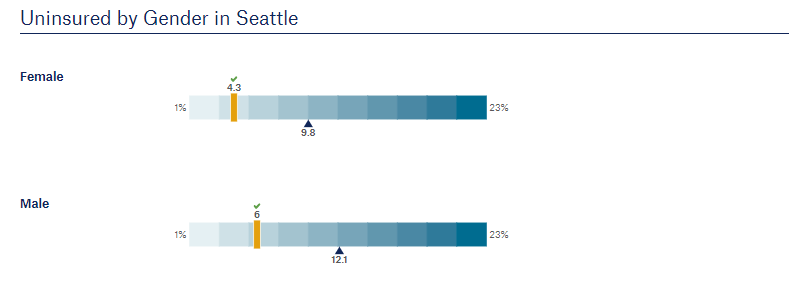 Uninsured by Gender in Seattle
Female
4.3
1%
23%
9.8
Male
6
1%
23%
12.1